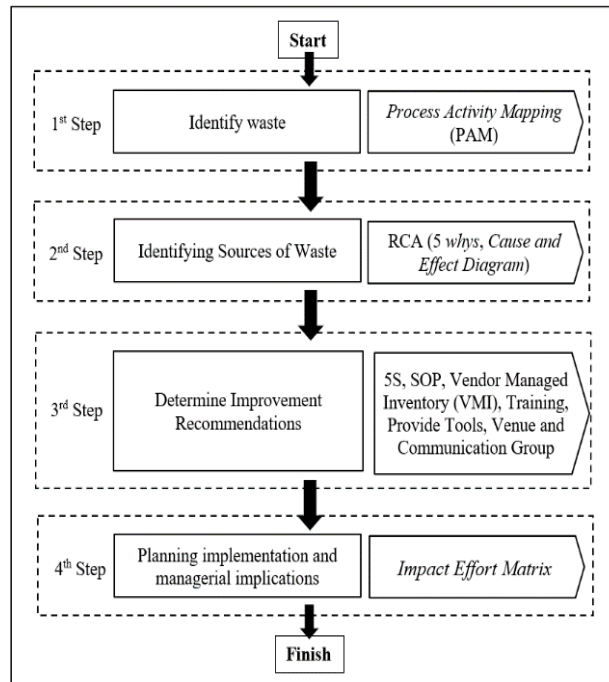 Start
1st Step
Identify waste
Process Activity Mapping
(PAM)
2nd Step
Identifying Sources of Waste
RCA (5 whys, Cause and
Effect Diagram)
3rd Step
Determine Improvement
Recommendations
5S, SOP, Vendor Managed
Inventory (VMI), Training,
Provide Tools, Venue and
Communication Group
4th Step
Planning implementation and
managerial implications
Impact Effort Matrix
Finish